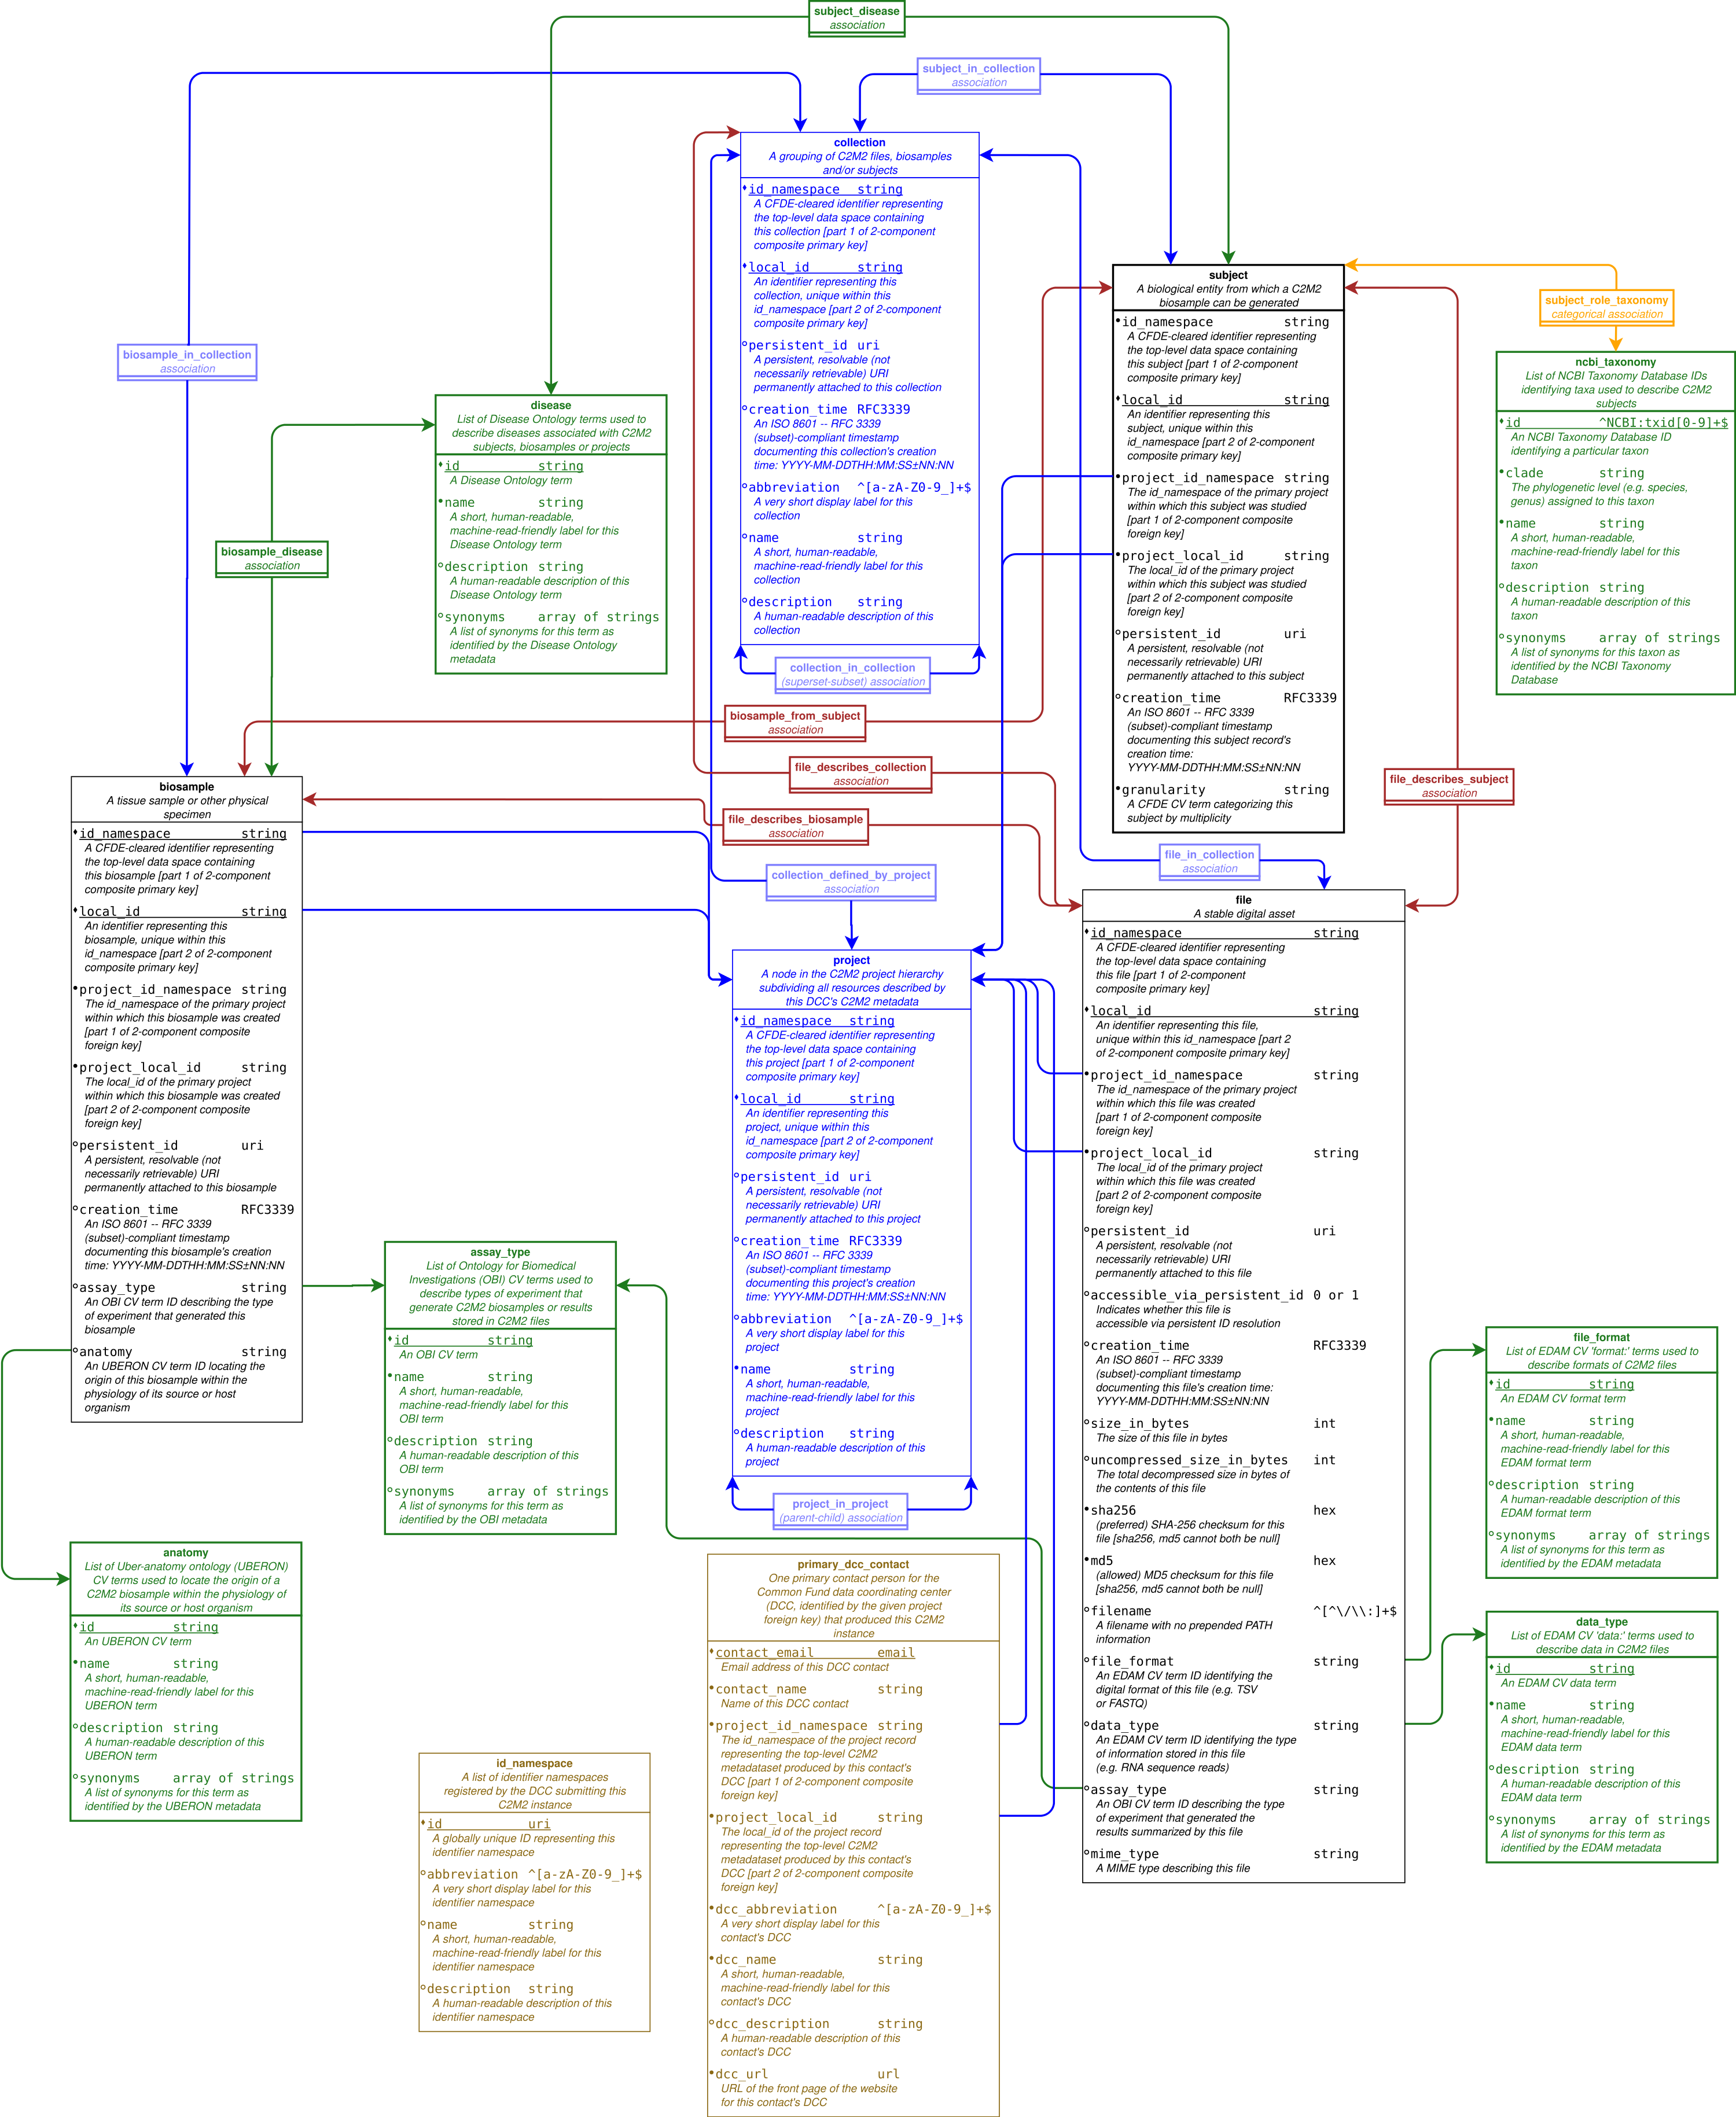 subject_disease
association
subject_in_collection
association
collection
A grouping of C2M2 files, biosamples
and/or subjects
♦id_namespace string
A CFDE-cleared identifier representing
the top-level data space containing
this collection [part 1 of 2-component
composite primary key]
♦local_id string
An identifier representing this
collection, unique within this
id_namespace [part 2 of 2-component
composite primary key]
persistent_id uri
A persistent, resolvable (not
necessarily retrievable) URI
permanently attached to this collection
creation_time RFC3339
An ISO 8601 -- RFC 3339
(subset)-compliant timestamp
documenting this collection's creation
time: YYYY-MM-DDTHH:MM:SS±NN:NN
abbreviation ^[a-zA-Z0-9_]+$
A very short display label for this
collection
name string
A short, human-readable,
machine-read-friendly label for this
collection
description string
A human-readable description of this
collection
collection_in_collection
(superset-subset) association
subject
A biological entity from which a C2M2
biosample can be generated
•id_namespace string
A CFDE-cleared identifier representing
the top-level data space containing
this subject [part 1 of 2-component
composite primary key]
♦local_id string
An identifier representing this
subject, unique within this
id_namespace [part 2 of 2-component
composite primary key]
•project_id_namespace string
The id_namespace of the primary project
within which this subject was studied
[part 1 of 2-component composite
foreign key]
•project_local_id string
The local_id of the primary project
within which this subject was studied
[part 2 of 2-component composite
foreign key]
persistent_id uri
A persistent, resolvable (not
necessarily retrievable) URI
permanently attached to this subject
creation_time RFC3339
An ISO 8601 -- RFC 3339
(subset)-compliant timestamp
documenting this subject record's
creation time:
YYYY-MM-DDTHH:MM:SS±NN:NN
•granularity string
A CFDE CV term categorizing this
subject by multiplicity
subject_role_taxonomy
categorical association
ncbi_taxonomy
List of NCBI Taxonomy Database IDs
identifying taxa used to describe C2M2
subjects
♦id ^NCBI:txid[0-9]+$
An NCBI Taxonomy Database ID
identifying a particular taxon
•clade string
The phylogenetic level (e.g. species,
genus) assigned to this taxon
•name string
A short, human-readable,
machine-read-friendly label for this
taxon
description string
A human-readable description of this
taxon
synonyms array of strings
A list of synonyms for this taxon as
identified by the NCBI Taxonomy
Database
biosample_in_collection
association
disease
List of Disease Ontology terms used to
describe diseases associated with C2M2
subjects, biosamples or projects
♦id string
A Disease Ontology term
•name string
A short, human-readable,
machine-read-friendly label for this
Disease Ontology term
description string
A human-readable description of this
Disease Ontology term
synonyms array of strings
A list of synonyms for this term as
identified by the Disease Ontology
metadata
biosample_disease
association
biosample_from_subject
association
file_describes_collection
association
file_describes_biosample
association
file_describes_subject
association
file_in_collection
association
collection_defined_by_project
association
biosample
A tissue sample or other physical
specimen
♦id_namespace string
A CFDE-cleared identifier representing
the top-level data space containing
this biosample [part 1 of 2-component
composite primary key]
♦local_id string
An identifier representing this
biosample, unique within this
id_namespace [part 2 of 2-component
composite primary key]
•project_id_namespace string
The id_namespace of the primary project
within which this biosample was created
[part 1 of 2-component composite
foreign key]
•project_local_id string
The local_id of the primary project
within which this biosample was created
[part 2 of 2-component composite
foreign key]
persistent_id uri
A persistent, resolvable (not
necessarily retrievable) URI
permanently attached to this biosample
creation_time RFC3339
An ISO 8601 -- RFC 3339
(subset)-compliant timestamp
documenting this biosample's creation
time: YYYY-MM-DDTHH:MM:SS±NN:NN
assay_type string
An OBI CV term ID describing the type
of experiment that generated this
biosample
anatomy string
An UBERON CV term ID locating the
origin of this biosample within the
physiology of its source or host
organism
project
A node in the C2M2 project hierarchy
subdividing all resources described by
this DCC's C2M2 metadata
♦id_namespace string
A CFDE-cleared identifier representing
the top-level data space containing
this project [part 1 of 2-component
composite primary key]
♦local_id string
An identifier representing this
project, unique within this
id_namespace [part 2 of 2-component
composite primary key]
persistent_id uri
A persistent, resolvable (not
necessarily retrievable) URI
permanently attached to this project
creation_time RFC3339
An ISO 8601 -- RFC 3339
(subset)-compliant timestamp
documenting this project's creation
time: YYYY-MM-DDTHH:MM:SS±NN:NN
abbreviation ^[a-zA-Z0-9_]+$
A very short display label for this
project
•name string
A short, human-readable,
machine-read-friendly label for this
project
description string
A human-readable description of this
project
project_in_project
(parent-child) association
file
A stable digital asset
♦id_namespace string
A CFDE-cleared identifier representing
the top-level data space containing
this file [part 1 of 2-component
composite primary key]
♦local_id string
An identifier representing this file,
unique within this id_namespace [part 2
of 2-component composite primary key]
•project_id_namespace string
The id_namespace of the primary project
within which this file was created
[part 1 of 2-component composite
foreign key]
•project_local_id string
The local_id of the primary project
within which this file was created
[part 2 of 2-component composite
foreign key]
persistent_id uri
A persistent, resolvable (not
necessarily retrievable) URI
permanently attached to this file
accessible_via_persistent_id 0 or 1
Indicates whether this file is
accessible via persistent ID resolution
creation_time RFC3339
An ISO 8601 -- RFC 3339
(subset)-compliant timestamp
documenting this file's creation time:
YYYY-MM-DDTHH:MM:SS±NN:NN
size_in_bytes int
The size of this file in bytes
uncompressed_size_in_bytes int
The total decompressed size in bytes of
the contents of this file
•sha256 hex
(preferred) SHA-256 checksum for this
file [sha256, md5 cannot both be null]
•md5 hex
(allowed) MD5 checksum for this file
[sha256, md5 cannot both be null]
filename ^[^\/\\:]+$
A filename with no prepended PATH
information
file_format string
An EDAM CV term ID identifying the
digital format of this file (e.g. TSV
or FASTQ)
data_type string
An EDAM CV term ID identifying the type
of information stored in this file
(e.g. RNA sequence reads)
assay_type string
An OBI CV term ID describing the type
of experiment that generated the
results summarized by this file
mime_type string
A MIME type describing this file
assay_type
List of Ontology for Biomedical
Investigations (OBI) CV terms used to
describe types of experiment that
generate C2M2 biosamples or results
stored in C2M2 files
♦id string
An OBI CV term
•name string
A short, human-readable,
machine-read-friendly label for this
OBI term
description string
A human-readable description of this
OBI term
synonyms array of strings
A list of synonyms for this term as
identified by the OBI metadata
file_format
List of EDAM CV 'format:' terms used to
describe formats of C2M2 files
♦id string
An EDAM CV format term
•name string
A short, human-readable,
machine-read-friendly label for this
EDAM format term
description string
A human-readable description of this
EDAM format term
synonyms array of strings
A list of synonyms for this term as
identified by the EDAM metadata
data_type
List of EDAM CV 'data:' terms used to
describe data in C2M2 files
♦id string
An EDAM CV data term
•name string
A short, human-readable,
machine-read-friendly label for this
EDAM data term
description string
A human-readable description of this
EDAM data term
synonyms array of strings
A list of synonyms for this term as
identified by the EDAM metadata
anatomy
List of Uber-anatomy ontology (UBERON)
CV terms used to locate the origin of a
C2M2 biosample within the physiology of
its source or host organism
♦id string
An UBERON CV term
•name string
A short, human-readable,
machine-read-friendly label for this
UBERON term
description string
A human-readable description of this
UBERON term
synonyms array of strings
A list of synonyms for this term as
identified by the UBERON metadata
id_namespace
A list of identifier namespaces
registered by the DCC submitting this
C2M2 instance
♦id uri
A globally unique ID representing this
identifier namespace
abbreviation ^[a-zA-Z0-9_]+$
A very short display label for this
identifier namespace
name string
A short, human-readable,
machine-read-friendly label for this
identifier namespace
description string
A human-readable description of this
identifier namespace
primary_dcc_contact
One primary contact person for the
Common Fund data coordinating center
(DCC, identified by the given project
foreign key) that produced this C2M2
instance
♦contact_email email
Email address of this DCC contact
•contact_name string
Name of this DCC contact
•project_id_namespace string
The id_namespace of the project record
representing the top-level C2M2
metadataset produced by this contact's
DCC [part 1 of 2-component composite
foreign key]
•project_local_id string
The local_id of the project record
representing the top-level C2M2
metadataset produced by this contact's
DCC [part 2 of 2-component composite
foreign key]
•dcc_abbreviation ^[a-zA-Z0-9_]+$
A very short display label for this
contact's DCC
•dcc_name string
A short, human-readable,
machine-read-friendly label for this
contact's DCC
dcc_description string
A human-readable description of this
contact's DCC
•dcc_url url
URL of the front page of the website
for this contact's DCC